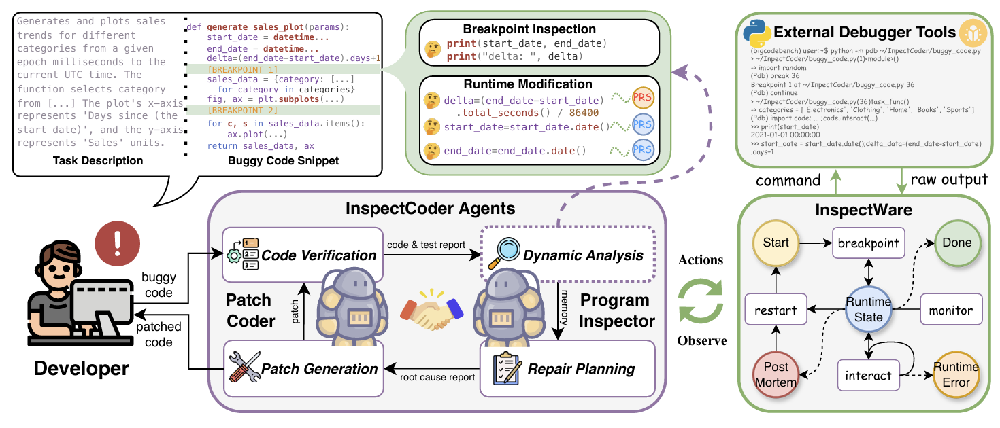 Generates and plots sales
trends for different
categories from a given
epoch milliseconds to the
current UTC time. The
function selects category
from [...] The plot's x-axis
represents 'Days since (the
start date)', and the y-axis
represents 'Sales' units.
Task Description
def generate_sales_plot(params):
start_date = datetime...
end_date = datetime...
delta=(end_date-start_date).days+1
[BREAKPOINT 1]
sales_data = {category: [...]
for category in categories}
fig, ax = plt.subplots(...)
[BREAKPOINT 2]
for c, s in sales_data.items():
ax.plot(...)
return sales_data, ax
Buggy Code Snippet
Breakpoint Inspection
print(start_date, end_date)
print("delta: ", delta)
Runtime Modification
delta=(end_date-start_date)
.total_seconds() / 86400
PRS
start_date=start_date.date()
PRS
end_date=end_date.date()
PRS
External Debugger Tools
(bigcodebench) user:~$ python -m pdb ~/InpectCoder/buggy_code.py
> ~/InpectCoder/buggy_code.py(1)<module>()
-> import random
(Pdb) break 36
Breakpoint 1 at ~/InpectCoder/buggy_code.py:36
(Pdb) continue
> ~/InpectCoder/buggy_code.py(36)task_func()
-> categories = ['Electronics', 'Clothing', 'Home', 'Books', 'Sports']
(Pdb) import code; ... ;code.interact(...)
>>> print(start_date)
2021-01-01 00:00:00
>>> start_date = start_date.date();delta_data=(end_date-start_date)
.days+1
command
raw output
Developer
buggy
code
patched
code
InspectCoder Agents
Code Verification
code & test report
Dynamic Analysis
Patch
Coder
patch
memory
Program
Inspector
Patch Generation
root cause report
Repair Planning
Actions
Observe
InspectWare
Start
breakpoint
Done
restart
Runtime
State
monitor
Post
Mortem
interact
Runtime
Error